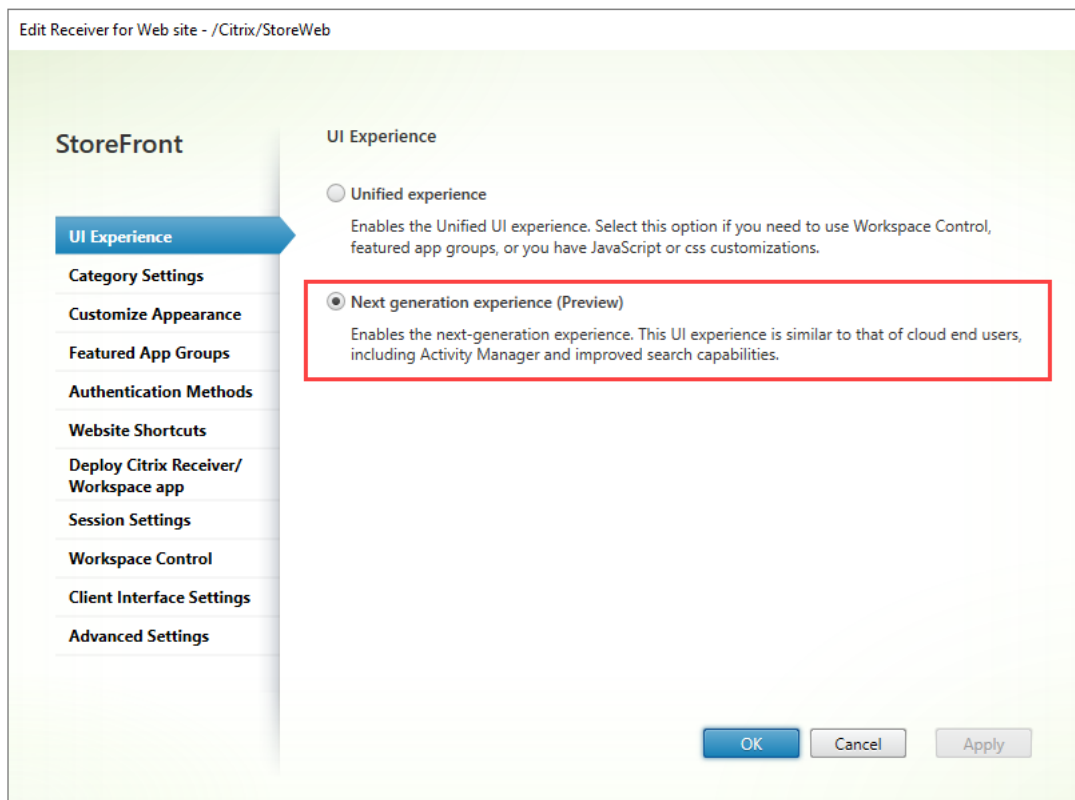 Edit Receiver for Web site - /Citrix/StoreWeb
StoreFront
UI Experience
Category Settings
Customize Appearance
Featured App Groups
Authentication Methods
Website Shortcuts
Deploy Citrix Receiver/
Workspace app
Session Settings
Workspace Control
Client Interface Settings
Advanced Settings
UI Experience
Unified experience
Enables the Unified UI experience. Select this option if you need to use Workspace Control,
featured app groups, or you have JavaScript or css customizations.
Next generation experience (Preview)
Enables the next-generation experience. This UI experience is similar to that of cloud end users,
including Activity Manager and improved search capabilities.
OK
Cancel
Apply